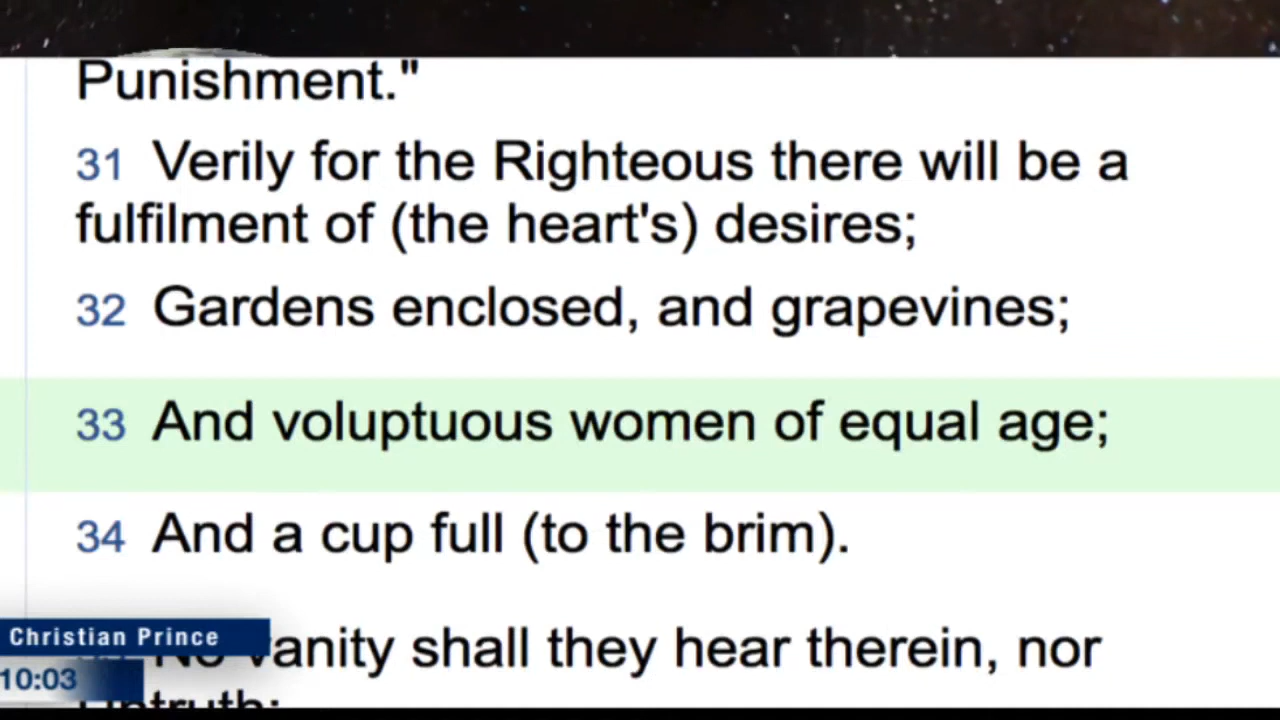 Punishment."
31 Verily for the Righteous there will be a
fulfilment of (the heart's) desires;
32 Gardens enclosed, and grapevines;
33 And voluptuous women of equal age;
34 And a cup full (to the brim).
No vanity shall they hear therein, nor
Untruth;
Christian Prince
10:03